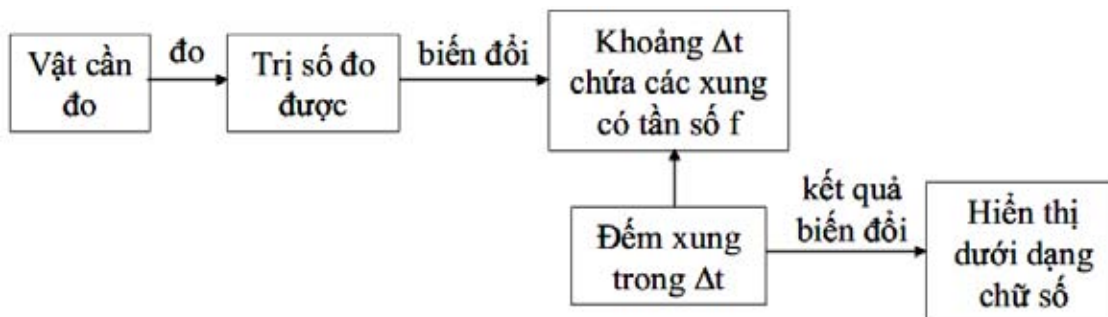 Vật cần
đo
đo
Trị số đo
được
biến đổi
Khoảng Δt
chứa các xung
có tần số f
Đếm xung
trong Δt
kết quả
biến đổi
Hiển thị
dưới dạng
chữ số